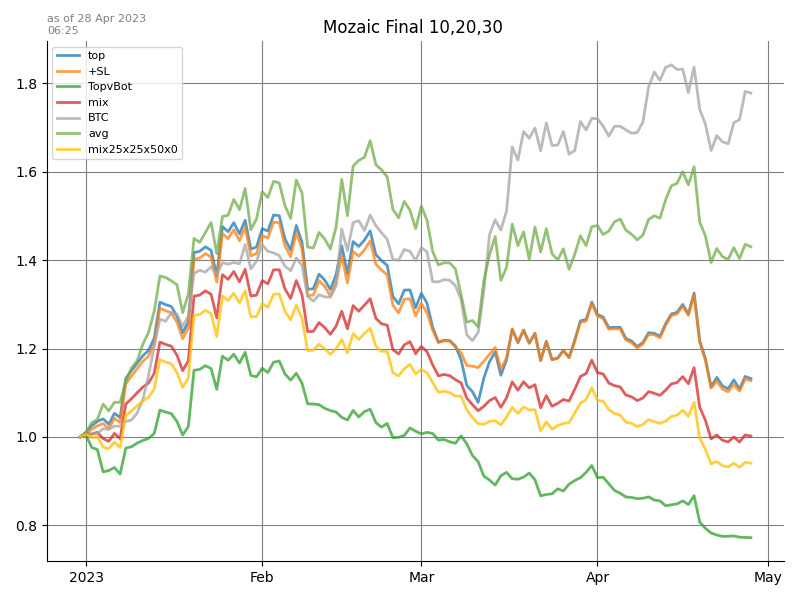 as of 28 Apr 2023
06:25
Mozaic Final 10,20,30
top
+SL
TopvBot
mix
BTC
avg
mix25x25x50x0
1.8
1.6
1.4
1.2
1.0
0.8
2023 Feb Mar Apr May